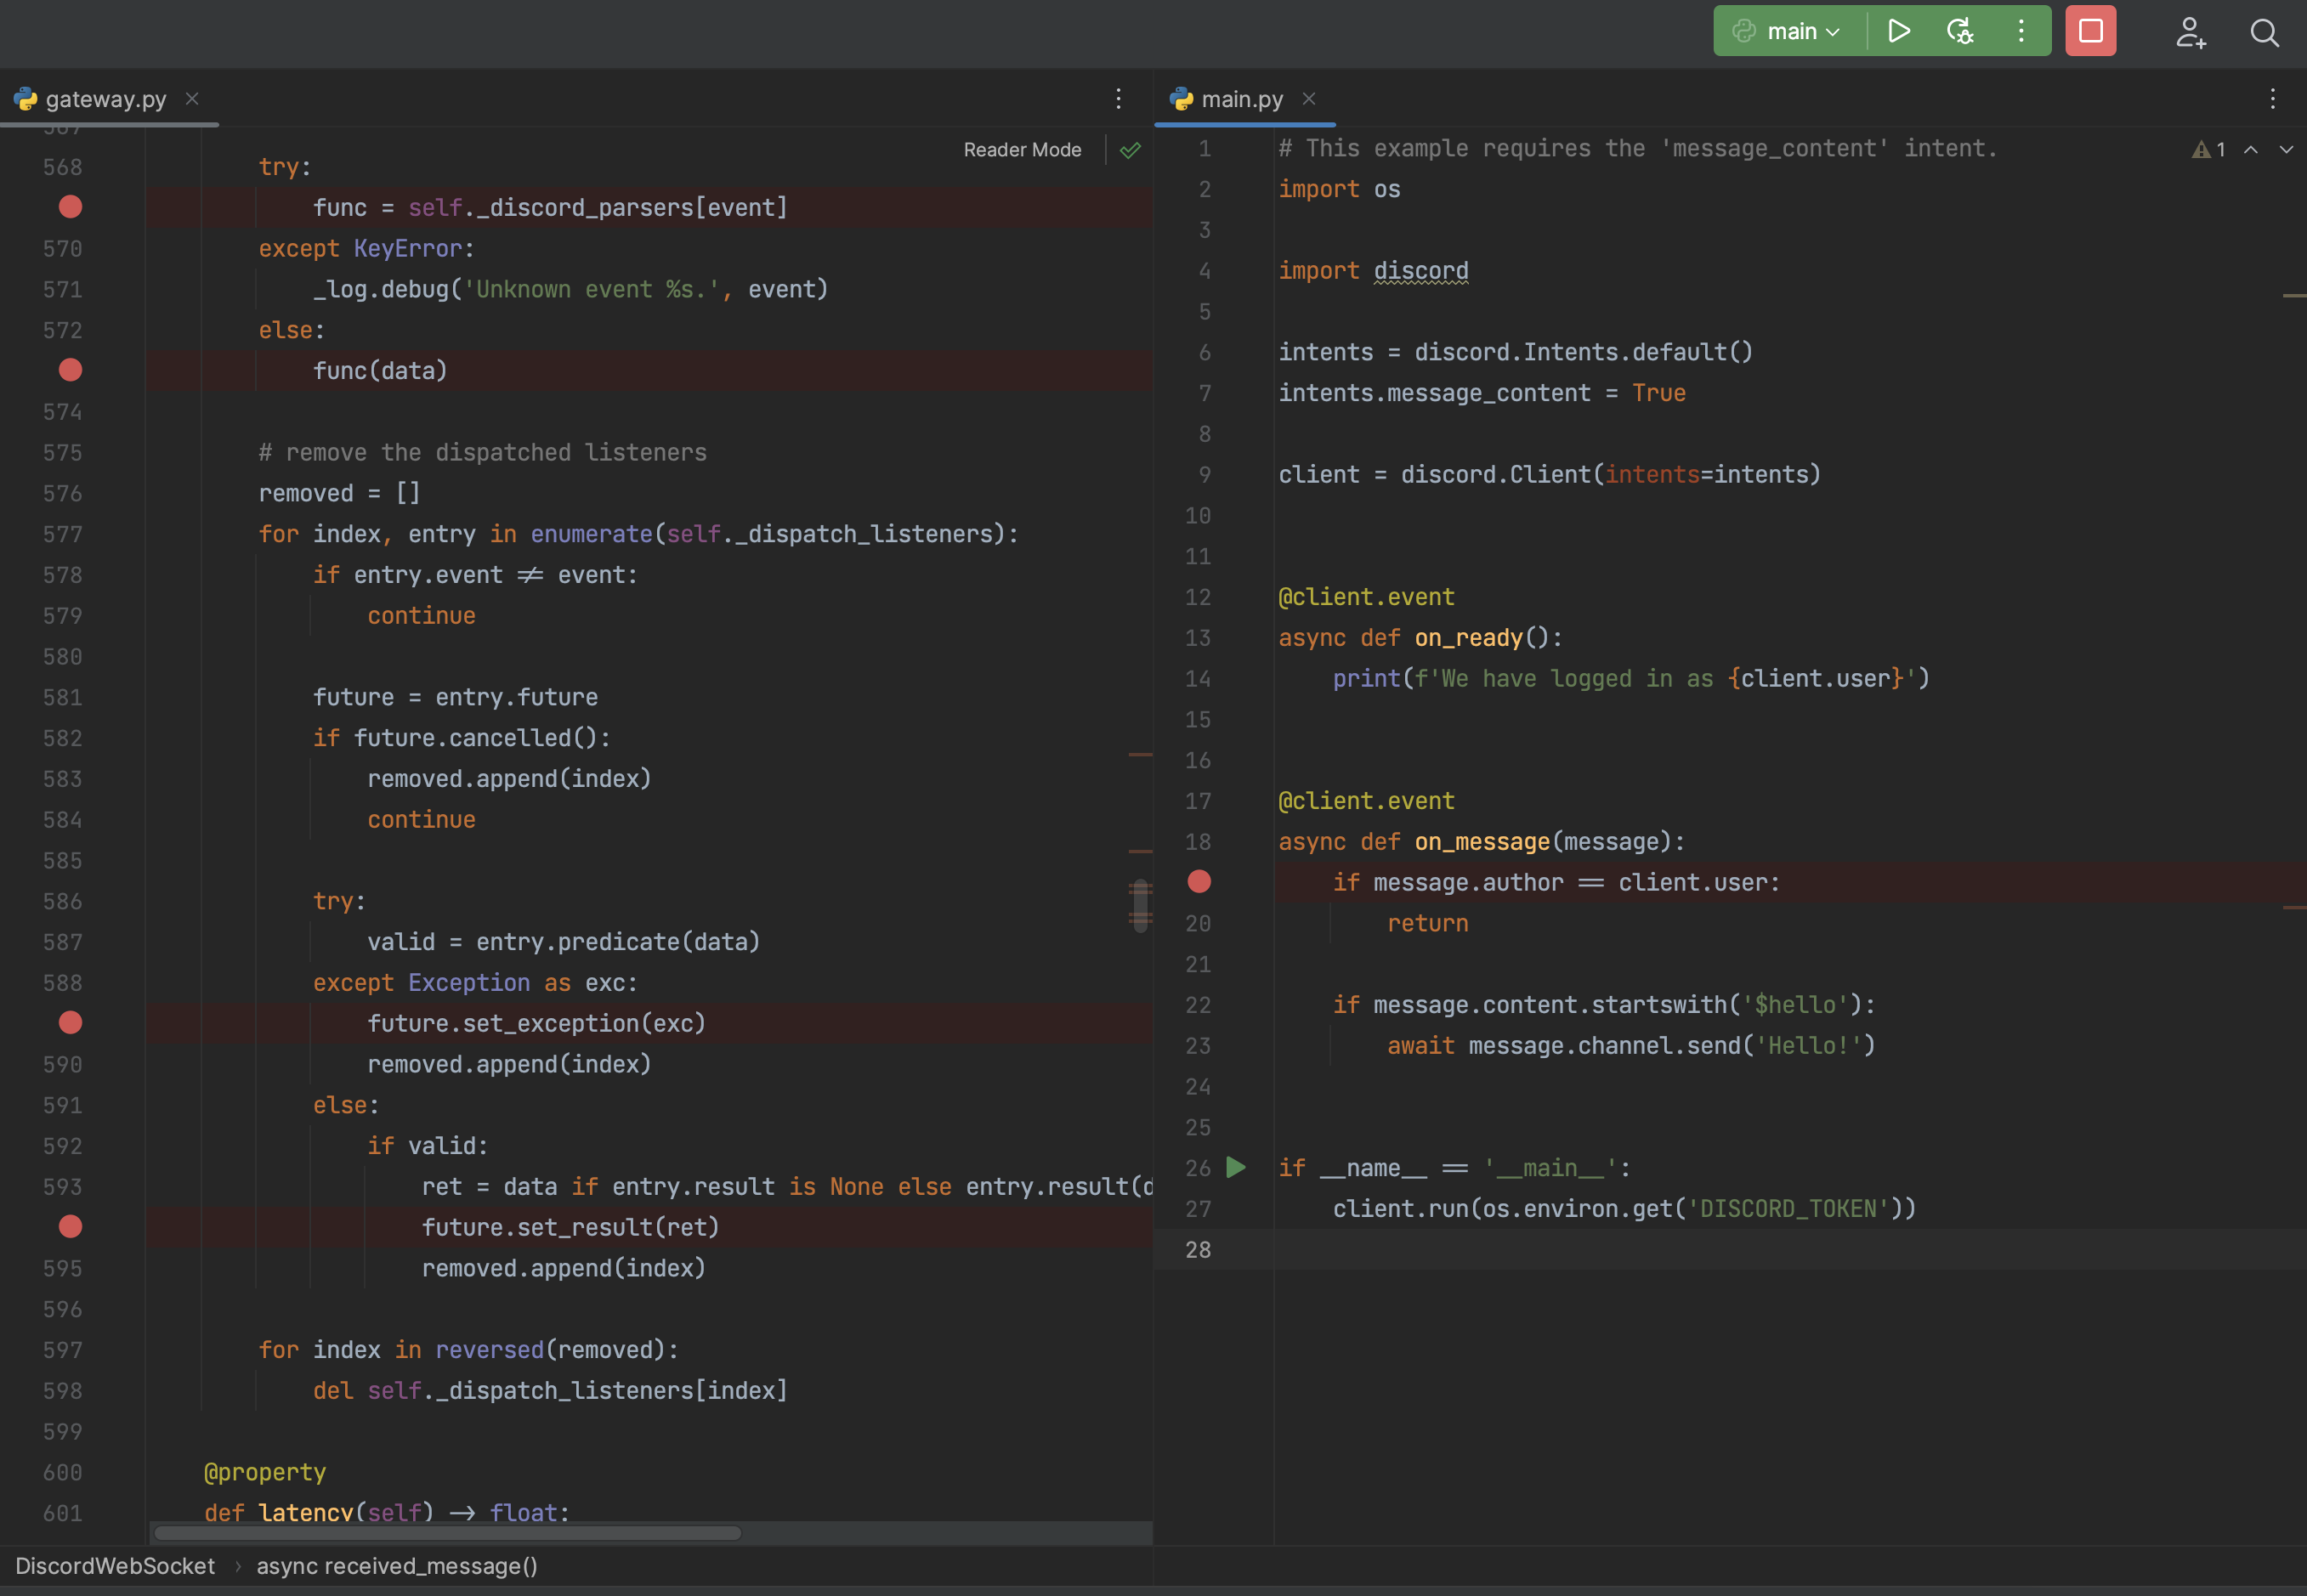 main
gateway.py
Reader Mode
568 try:
func = self._discord_parsers[event]
570 except KeyError:
571 _log.debug('Unknown event %s.', event)
572 else:
func(data)
574
575 # remove the dispatched listeners
576 removed = []
577 for index, entry in enumerate(self._dispatch_listeners):
578 if entry.event != event:
579 continue
580
581 future = entry.future
582 if future.cancelled():
583 removed.append(index)
584 continue
585
586 try:
587 valid = entry.predicate(data)
588 except Exception as exc:
future.set_exception(exc)
590 removed.append(index)
591 else:
592 if valid:
593 ret = data if entry.result is None else entry.result(d
future.set_result(ret)
595 removed.append(index)
596
597 for index in reversed(removed):
598 del self._dispatch_listeners[index]
599
600 @property
601 def latency(self) -> float:
DiscordWebSocket › async received_message()
main.py
1 # This example requires the 'message_content' intent.
1
2 import os
3
4 import discord
5
6 intents = discord.Intents.default()
7 intents.message_content = True
8
9 client = discord.Client(intents=intents)
10
11
12 @client.event
13 async def on_ready():
14 print(f'We have logged in as {client.user}')
15
16
17 @client.event
18 async def on_message(message):
if message.author == client.user:
20 return
21
22 if message.content.startswith('$hello'):
23 await message.channel.send('Hello!')
24
25
26 if __name__ == '__main__':
27 client.run(os.environ.get('DISCORD_TOKEN'))
28